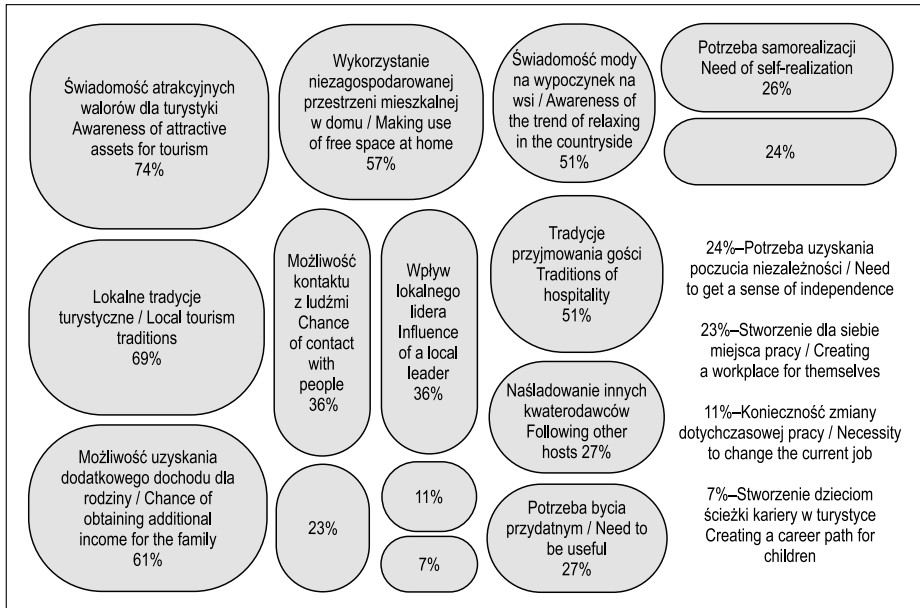 Świadomość atrakcyjnych
walorów dla turystyki
Awareness of attractive
assets for tourism
74%
Wykorzystanie
niezagospodarowanej
przestrzeni mieszkalnej
w domu / Making use
of free space at home
57%
Świadomość mody
na wypoczynek na
wsi / Awareness of
the trend of relaxing
in the countryside
51%
Potrzeba samorealizacji
Need of self-realization
26%
24%
Lokalne tradycje
turystyczne / Local tourism
traditions
69%
Możliwość
kontaktu
z ludźmi
Chance
of contact
with
people
36%
Wpływ
lokalnego
lidera
Influence
of a local
leader
36%
Tradycje
przyjmowania gości
Traditions of
hospitality
51%
Naśladowanie innych
kwaterodawców
Following other
hosts 27%
Możliwość uzyskania
dodatkowego dochodu dla
rodziny / Chance of
obtaining additional
income for the family
61%
23%
11%
7%
Potrzeba bycia
przydatnym / Need to
be useful
27%
24%–Potrzeba uzyskania
poczucia niezależności / Need
to get a sense of independence
23%–Stworzenie dla siebie
miejsca pracy / Creating
a workplace for themselves
11%–Konieczność zmiany
dotychczasowej pracy / Necessity
to change the current job
7%–Stworzenie dzieciom
ścieżki kariery w turystyce
Creating a career path for
children